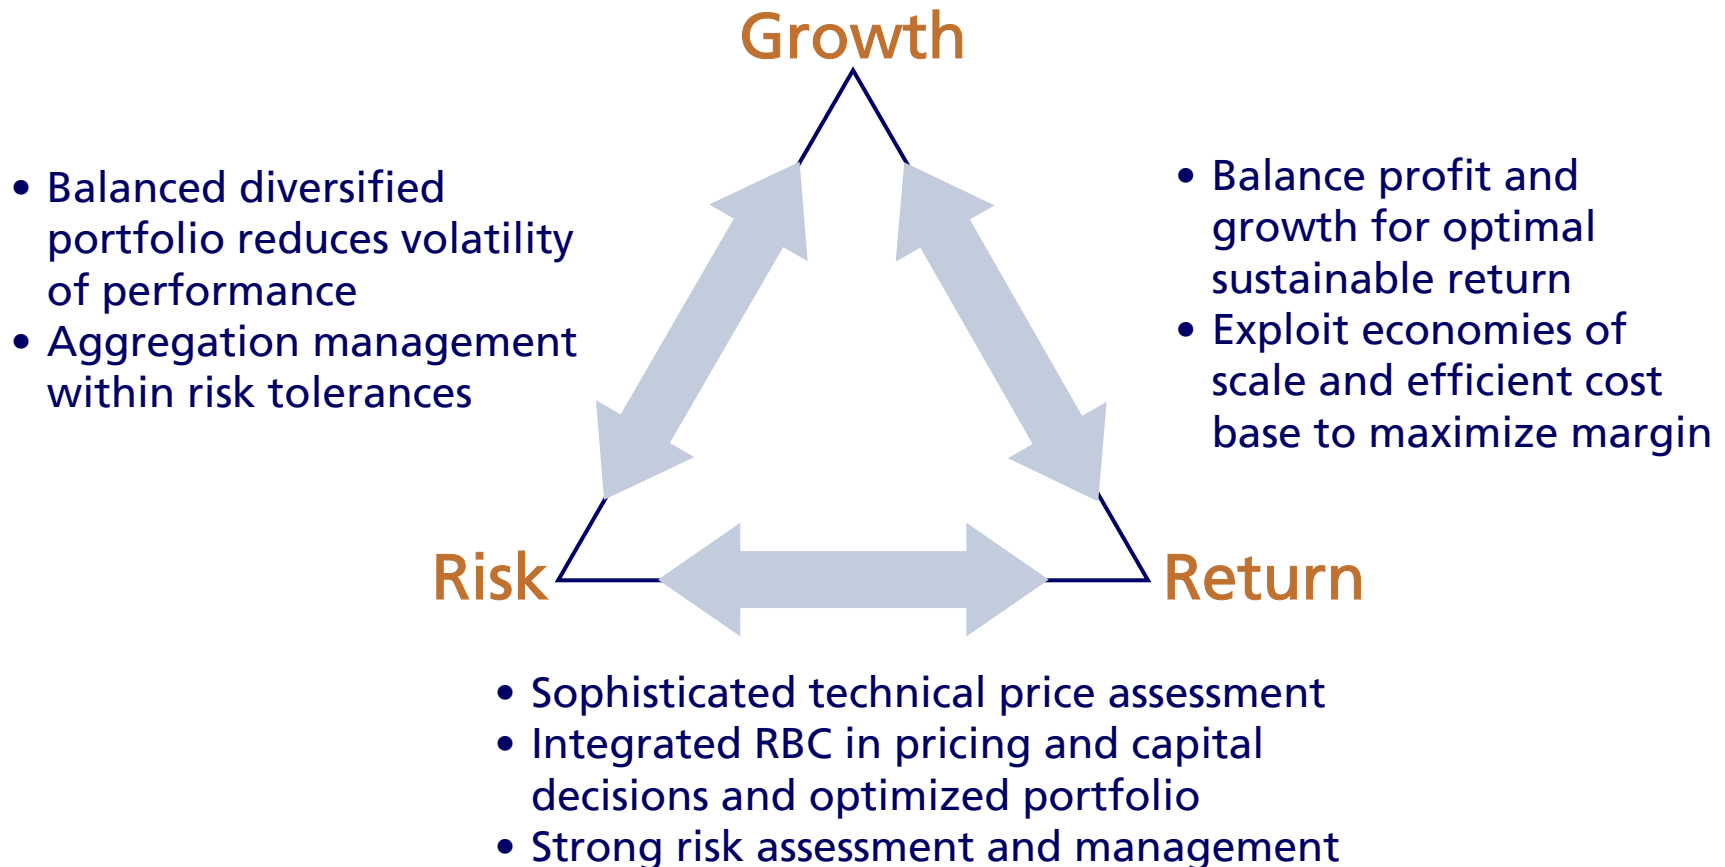 Growth
• Balanced diversified
portfolio reduces volatility
of performance
• Aggregation management
within risk tolerances
• Balance profit and
growth for optimal
sustainable return
• Exploit economies of
scale and efficient cost
base to maximize margin
Risk
Return
• Sophisticated technical price assessment
• Integrated RBC in pricing and capital
decisions and optimized portfolio
• Strong risk assessment and management